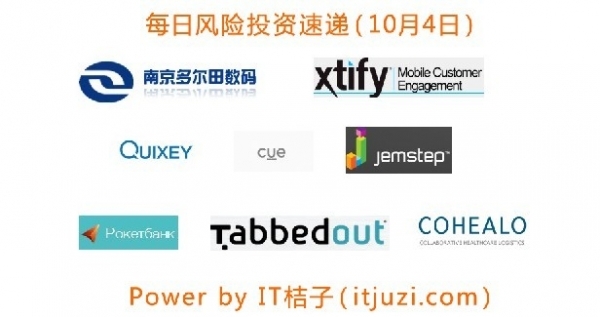 每日风险投资速递(10月4日)
南京多尔田数码
xtify Mobile Customer
Engagement
QUIXEY
cue
jemstep™
Рокетбанк
Tabbedout®
COHEALO
COLLABORATIVE HEALTHCARE LOGISTICS
Power by IT桔子(itjuzi.com)